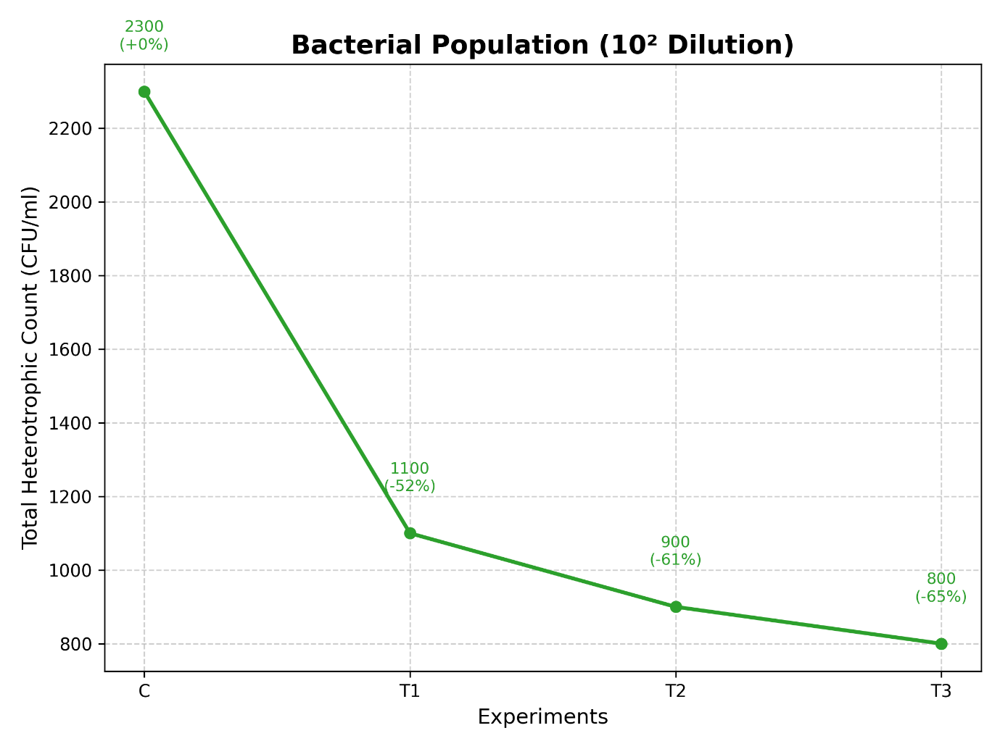 2300
(+0%)
Bacterial Population (10² Dilution)
Total Heterotrophic Count (CFU/ml)
2200
2000
1800
1600
1400
1200
1000
800
1100
(-52%)
900
(-61%)
800
(-65%)
C
T1
T2
T3
Experiments